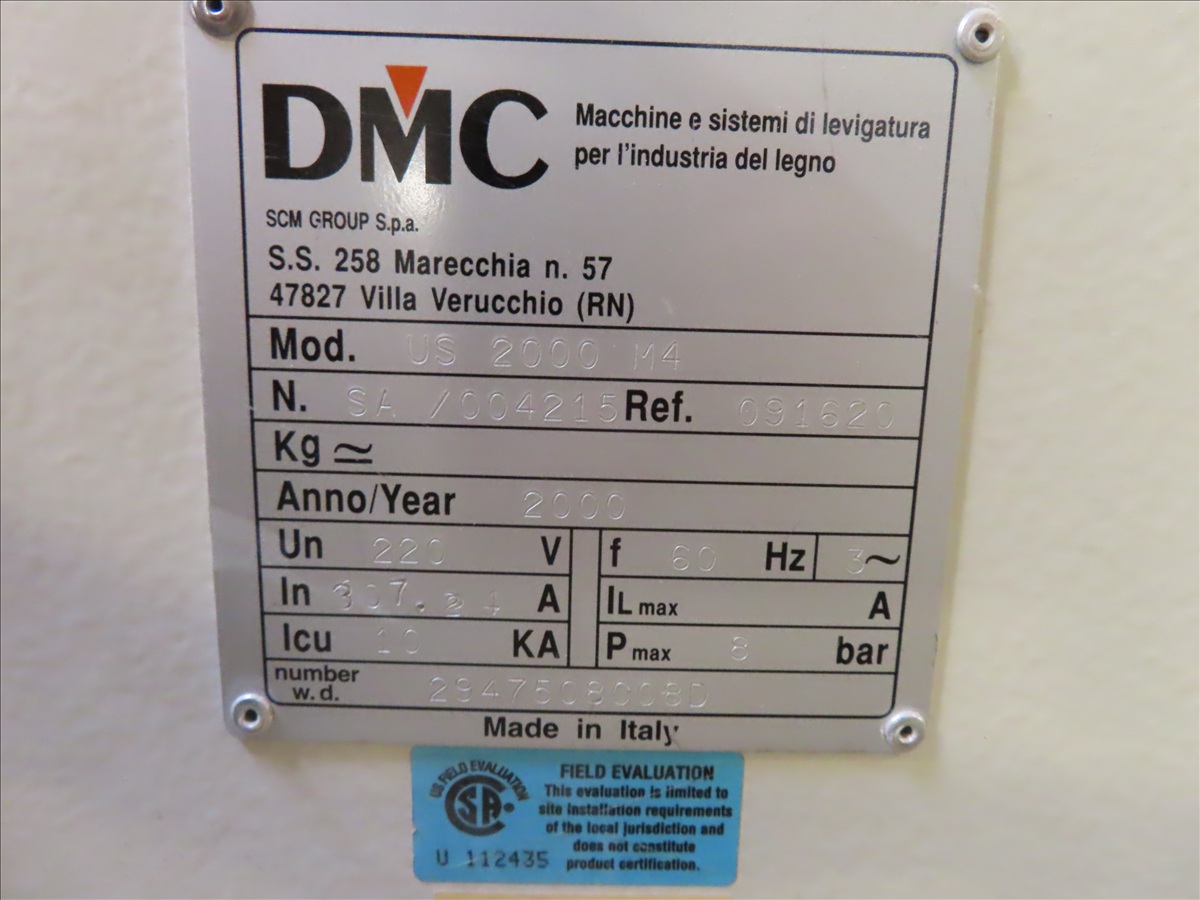 DMC
Macchine e sistemi di levigatura
per l'industria del legno
SCM GROUP S.p.a.
S.S. 258 Marecchia n. 57
47827 Villa Verucchio (RN)
Mod. US 2000 M4
N. SA /004215 Ref. 091620
Kg ≃
Anno/Year 2000
Un 220 V f 60 Hz 3~
In A IL max A
Icu 10 KA P max 8 bar
number
w.d. 2947508008D
Made in Italy
US FIELD EVALUATION
CSA
U 112435
FIELD EVALUATION
This evaluation is limited to
site installation requirements
of the local jurisdiction and
does not constitute
product certification.